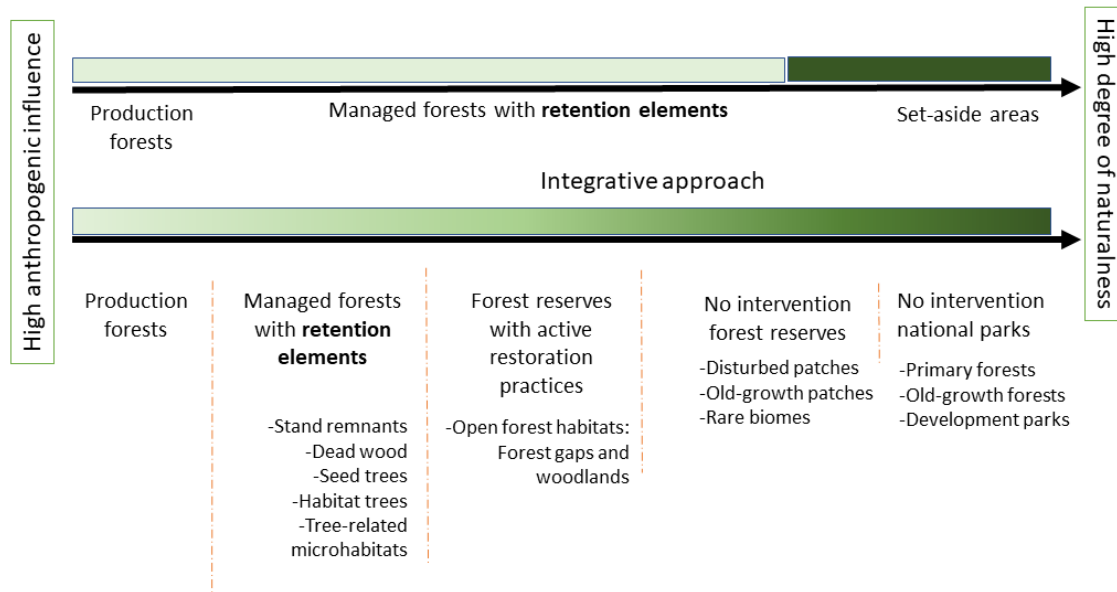 High anthropogenic influence
High degree of naturalness
Production
forests
Managed forests with retention elements
Set-aside areas
Integrative approach
Production
forests
Managed forests
with retention
elements
-Stand remnants
-Dead wood
-Seed trees
-Habitat trees
-Tree-related
microhabitats
Forest reserves
with active
restoration
practices
-Open forest habitats:
Forest gaps and
woodlands
No intervention
forest reserves
-Disturbed patches
-Old-growth patches
-Rare biomes
No intervention
national parks
-Primary forests
-Old-growth forests
-Development parks